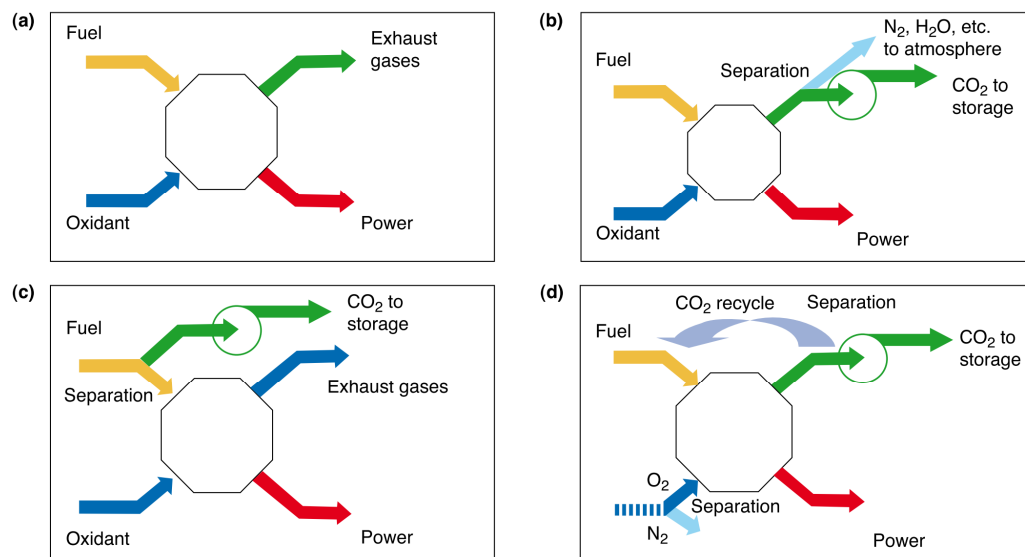 (a)
Fuel
Exhaust
gases
Oxidant
Power
(b)
N₂, H₂O, etc.
to atmosphere
Fuel
Separation
CO₂ to
storage
Oxidant
Power
(c)
CO₂ to
storage
Fuel
Separation
Exhaust gases
Oxidant
Power
(d)
CO₂ recycle
Separation
Fuel
CO₂ to
storage
O₂
Separation
N₂
Power